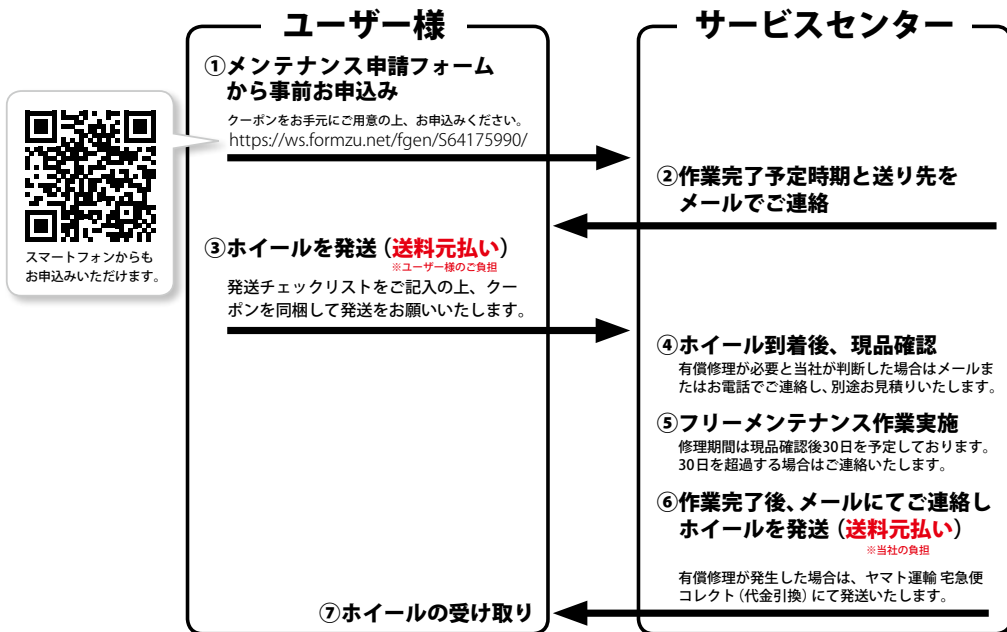 ユーザー様
サービスセンター
①メンテナンス申請フォーム
から事前お申込み
クーポンをお手元にご用意の上、お申込みください。
https://ws.formzu.net/fgen/S64175990/
スマートフォンからも
お申込みいただけます。
②作業完了予定時期と送り先を
メールでご連絡
③ホイールを発送（送料元払い）
※ユーザー様のご負担
発送チェックリストをご記入の上、クー
ポンを同梱して発送をお願いいたします。
④ホイール到着後、現品確認
有償修理が必要と当社が判断した場合はメールま
たはお電話でご連絡し、別途お見積りいたします。
⑤フリーメンテナンス作業実施
修理期間は現品確認後30日を予定しております。
30日を超過する場合はご連絡いたします。
⑥作業完了後、メールにてご連絡し
ホイールを発送（送料元払い）
※当社の負担
有償修理が発生した場合は、ヤマト運輸 宅急便
コレクト（代金引換）にて発送いたします。
⑦ホイールの受け取り